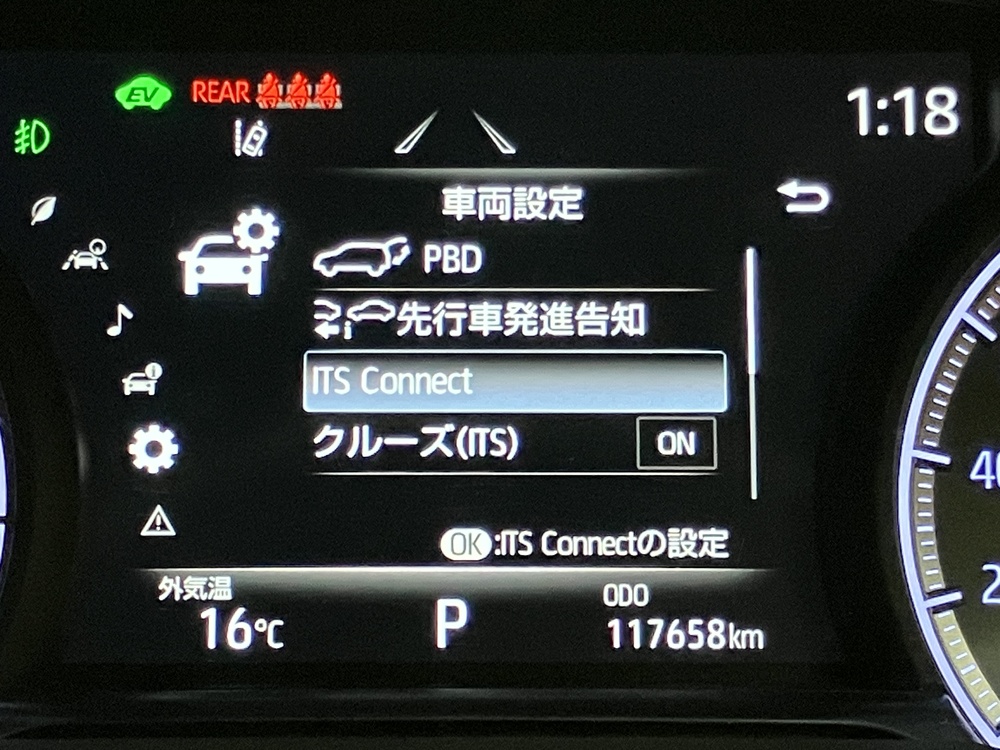 EV REAR
1:18
車両設定
PBD
先行車発進告知
ITS Connect
クルーズ(ITS) ON
OK:ITS Connectの設定
外気温
16℃
P
ODO
117658km
40
2